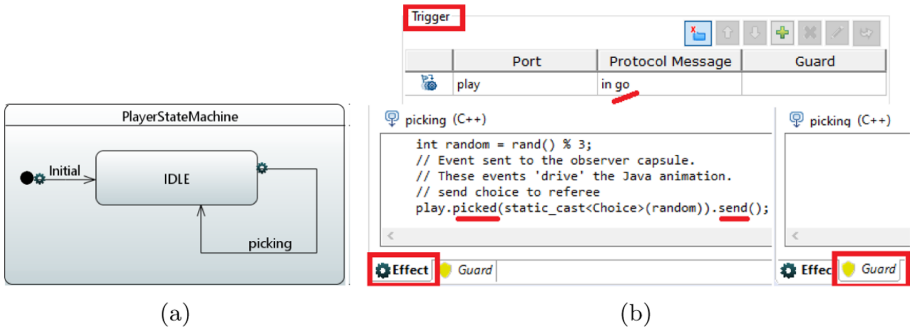 PlayerStateMachine
Initial
IDLE
picking
(a)
Trigger
Port Protocol Message Guard
play in go
picking (C++)
int random = rand() % 3;
// Event sent to the observer capsule.
// These events 'drive' the Java animation.
// send choice to referee
play.picked(static_cast<Choice>(random)).send();
Effect Guard
picking (C++)
Effec Guard
(b)